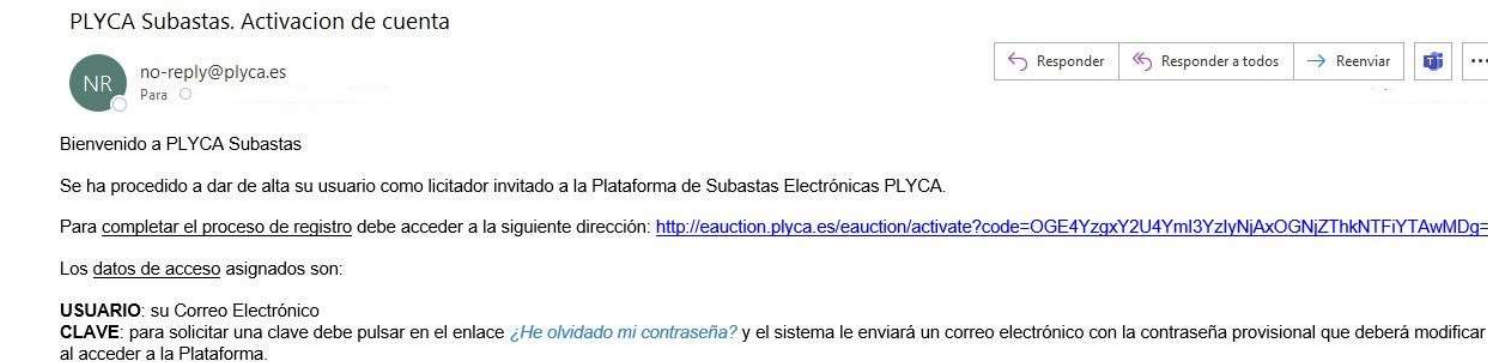 PLYCA Subastas. Activacion de cuenta
NR
no-reply@plyca.es
Para
Responder
Responder a todos
Reenviar
Bienvenido a PLYCA Subastas
Se ha procedido a dar de alta su usuario como licitador invitado a la Plataforma de Subastas Electrónicas PLYCA.
Para completar el proceso de registro debe acceder a la siguiente dirección: http://eauction.plyca.es/eauction/activate?code=OGE4YzgxY2U4YmI3YzIyNjAxOGNjZThkNTFiYTAwMDg=
Los datos de acceso asignados son:
USUARIO: su Correo Electrónico
CLAVE: para solicitar una clave debe pulsar en el enlace ¿He olvidado mi contraseña? y el sistema le enviará un correo electrónico con la contraseña provisional que deberá modificar
al acceder a la Plataforma.